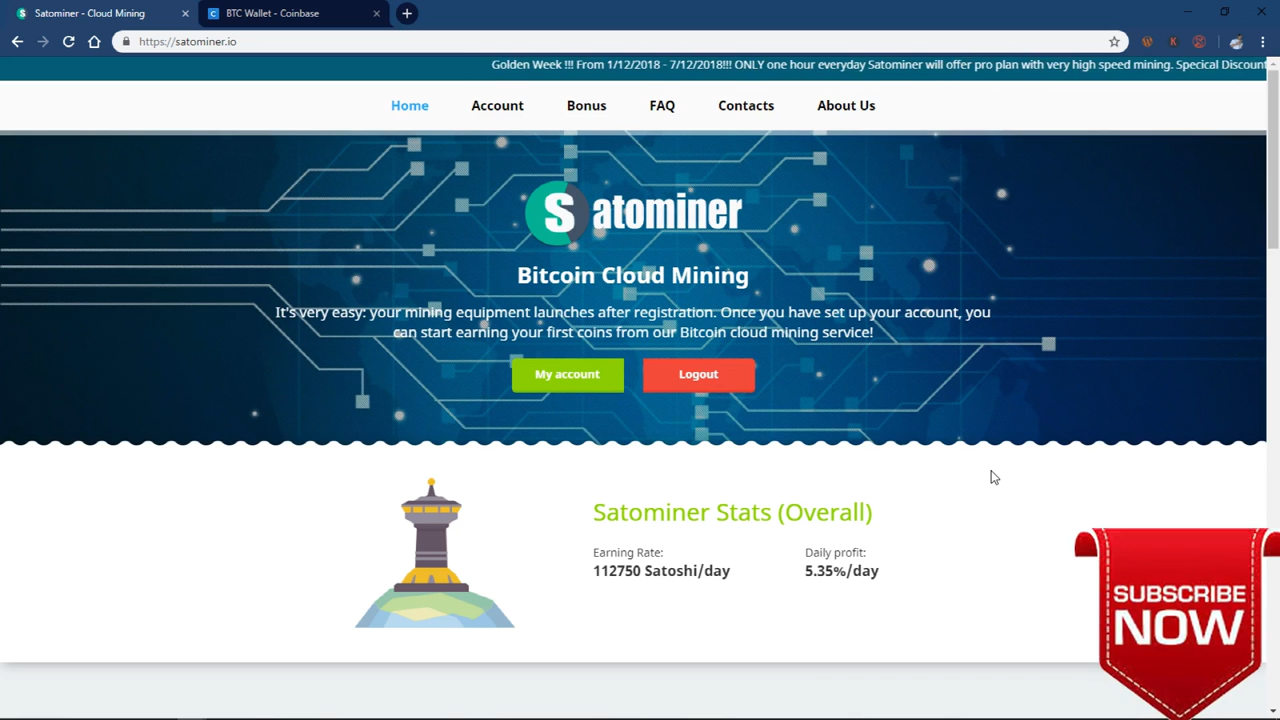 Satominer - Cloud Mining
BTC Wallet - Coinbase
https://satominer.io
Golden Week !!! From 1/12/2018 - 7/12/2018!!! ONLY one hour everyday Satominer will offer pro plan with very high speed mining. Specical Discount
Home Account Bonus FAQ Contacts About Us
Satominer
Bitcoin Cloud Mining
It's very easy: your mining equipment launches after registration. Once you have set up your account, you
can start earning your first coins from our Bitcoin cloud mining service!
My account Logout
Satominer Stats (Overall)
Earning Rate: Daily profit:
112750 Satoshi/day 5.35%/day
SUBSCRIBE
NOW